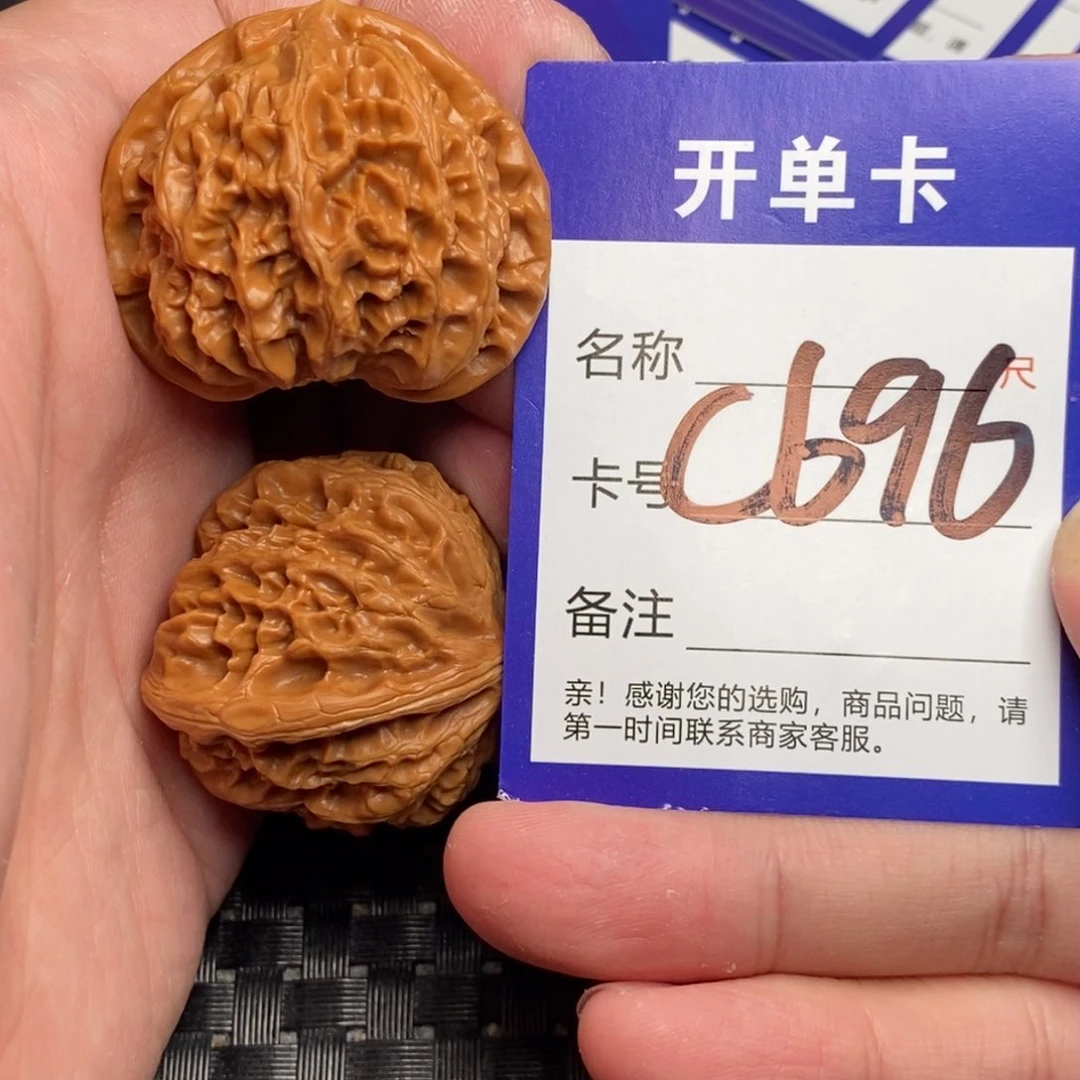 开单卡
名称
尺
卡号 C696
备注
亲！感谢您的选购，商品问题，请
第一时间联系商家客服。